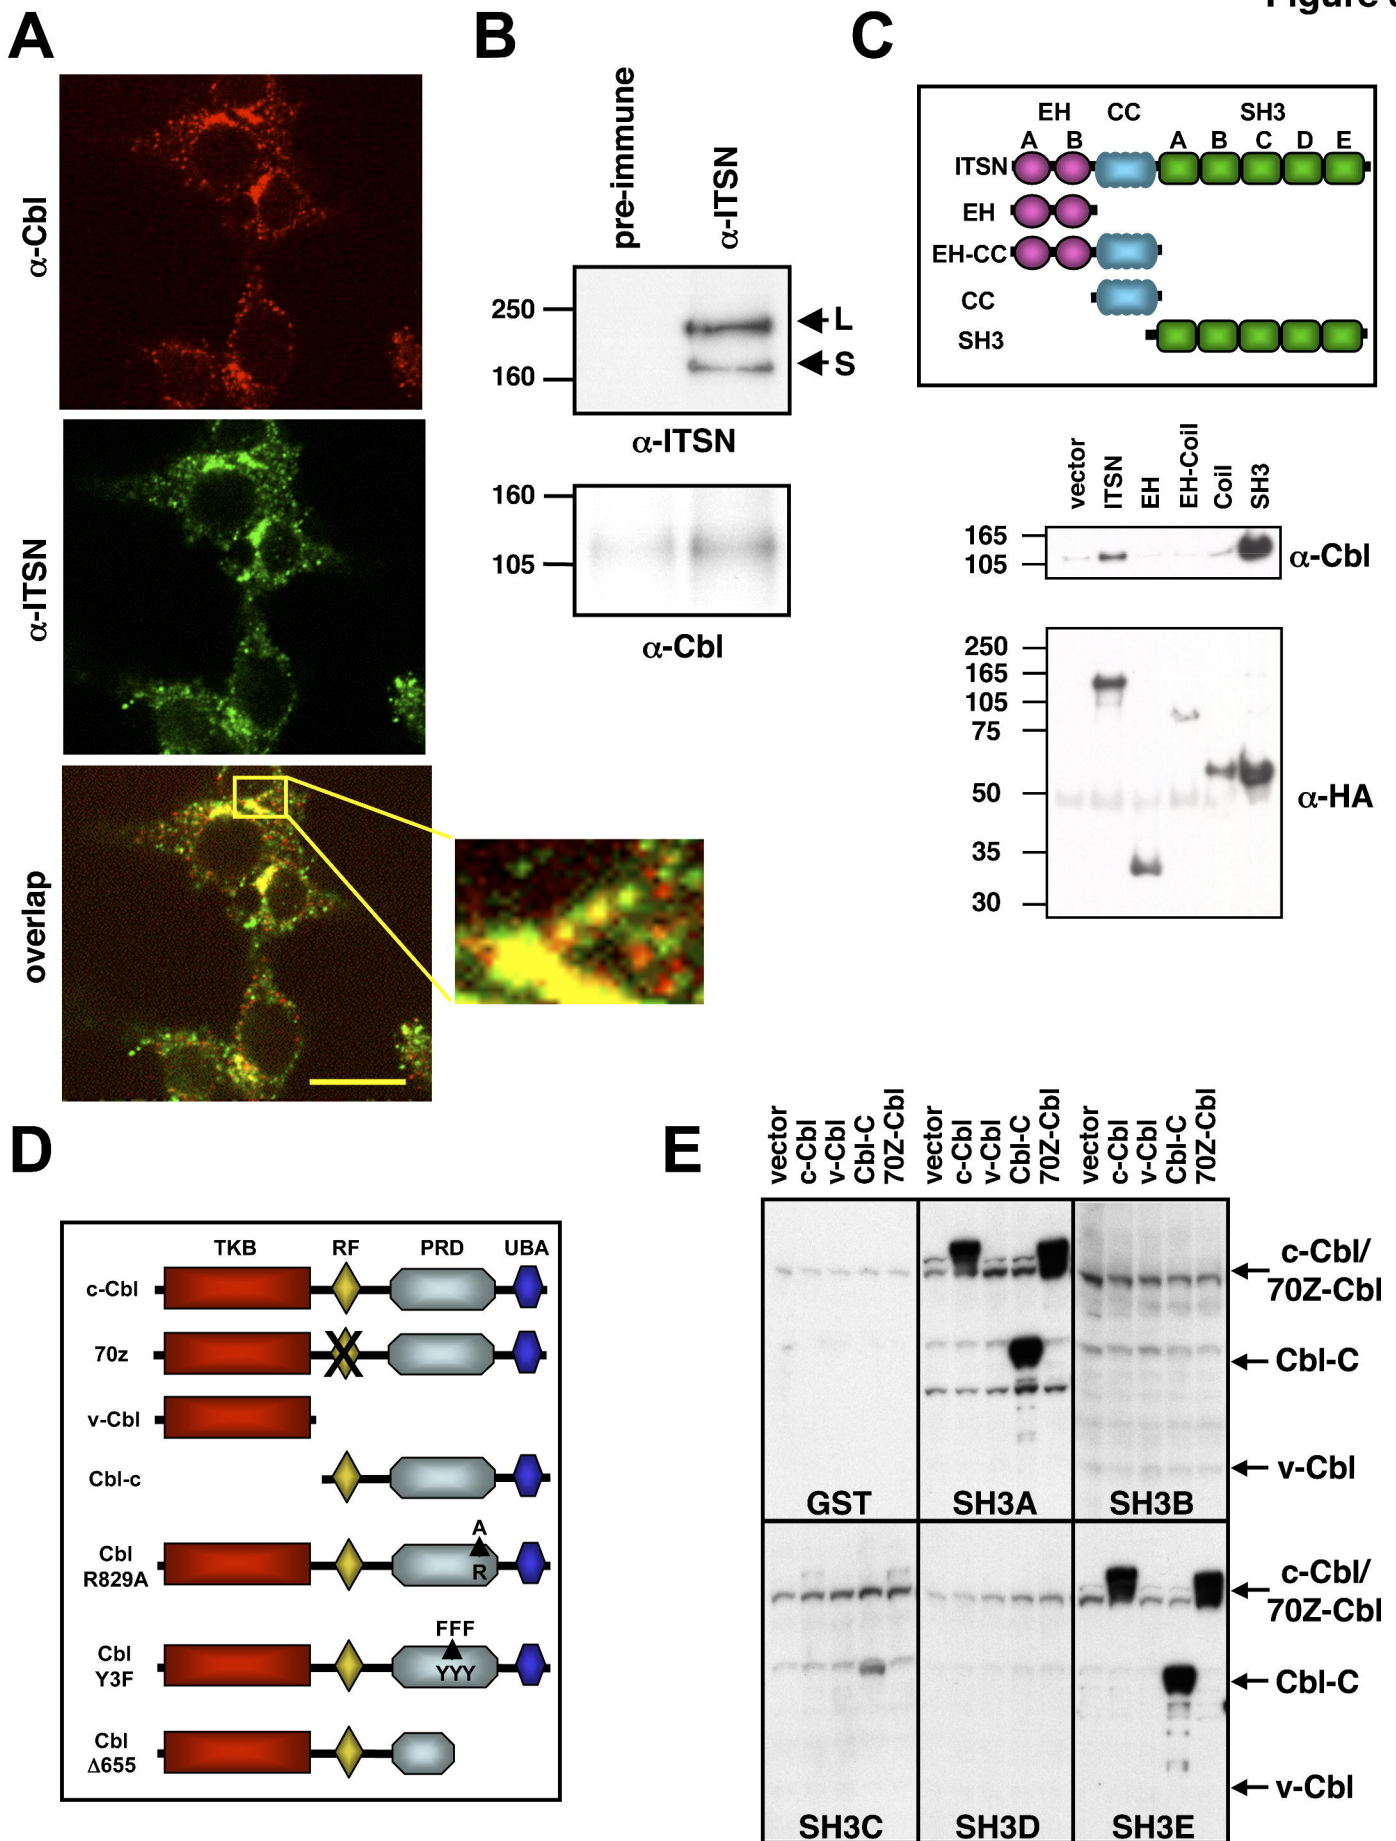 Figure
A
α-Cbl
α-ITSN
overlap
B
pre-immune
α-ITSN
250
160
L
S
α-ITSN
160
105
α-Cbl
C
EH CC SH3
A B A B C D E
ITSN
EH
EH-CC
CC
SH3
vector ITSN EH EH-Coil Coil SH3
165
105
α-Cbl
250
165
105
75
50
35
30
α-HA
D
TKB RF PRD UBA
c-Cbl
70z
v-Cbl
Cbl-c
Cbl
R829A
A
R
Cbl
Y3F
FFF
YYY
Cbl
Δ655
E
vector c-Cbl v-Cbl Cbl-C 70Z-Cbl vector c-Cbl v-Cbl Cbl-C 70Z-Cbl vector c-Cbl v-Cbl Cbl-C 70Z-Cbl
c-Cbl/
70Z-Cbl
Cbl-C
v-Cbl
GST SH3A SH3B
c-Cbl/
70Z-Cbl
Cbl-C
v-Cbl
SH3C SH3D SH3E